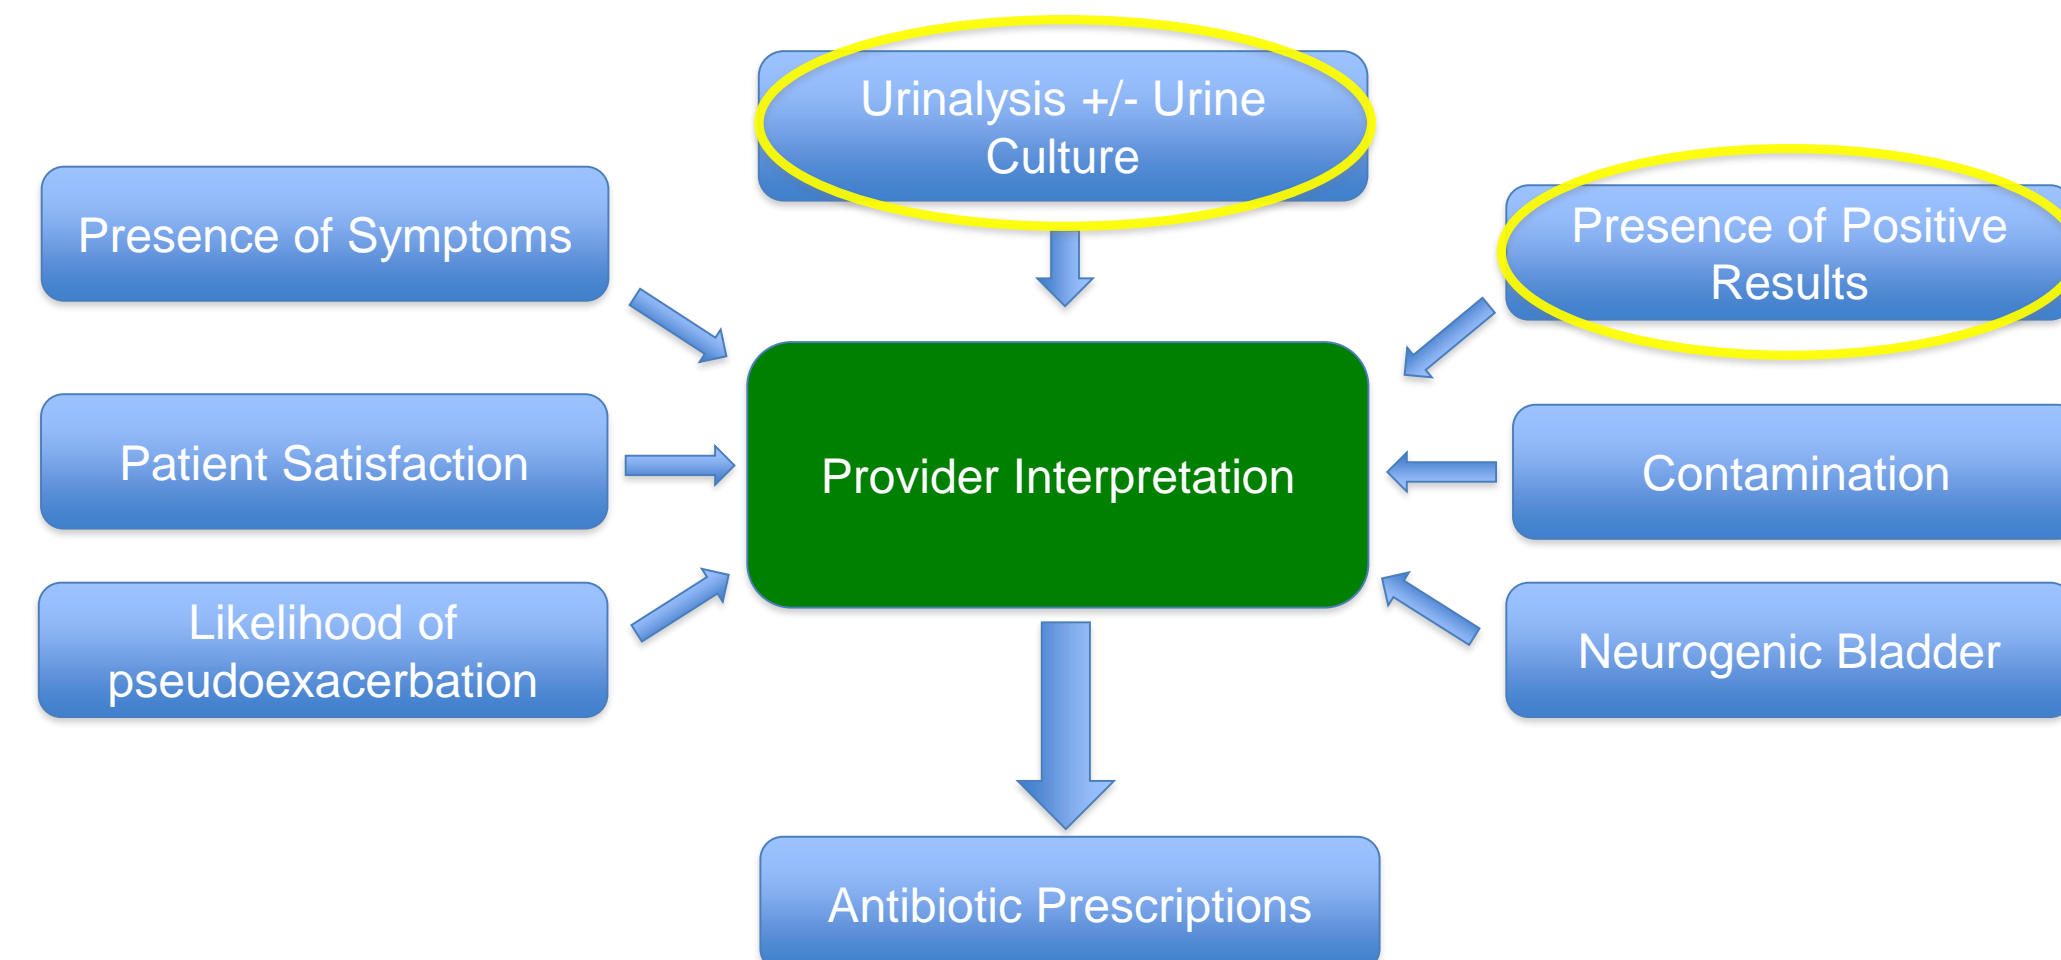 Urinalysis +/- Urine
Culture
Presence of Symptoms
Presence of Positive
Results
Patient Satisfaction
Provider Interpretation
Contamination
Likelihood of
pseudoexacerbation
Neurogenic Bladder
Antibiotic Prescriptions